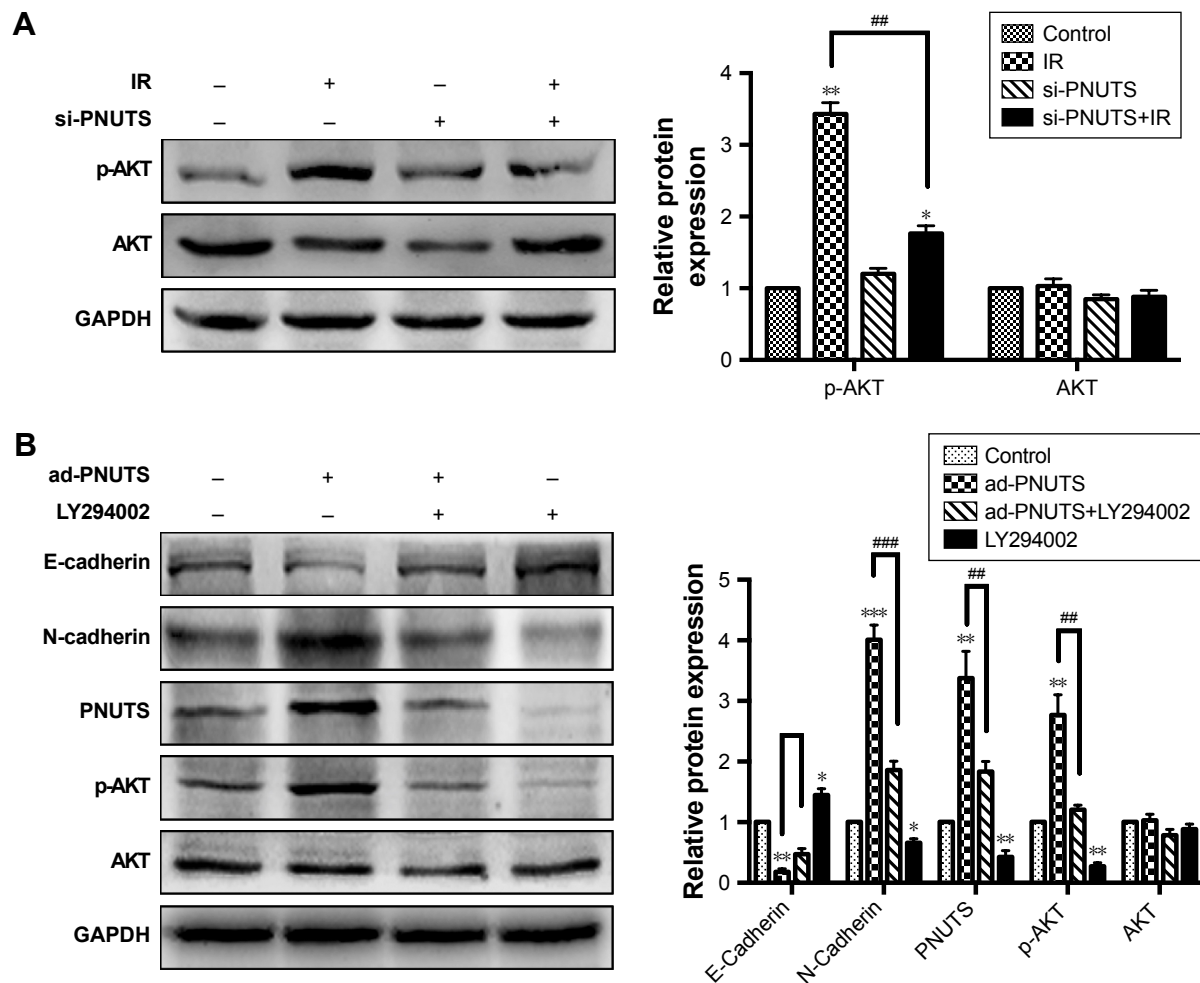 A
IR – + – +
si-PNUTS – – + +
p-AKT
AKT
GAPDH
##
Control
IR
si-PNUTS
si-PNUTS+IR
Relative protein
expression
4
3
2
1
0
**
*
p-AKT
AKT
B
ad-PNUTS – + + –
LY294002 – – + +
E-cadherin
N-cadherin
PNUTS
p-AKT
AKT
GAPDH
Control
ad-PNUTS
ad-PNUTS+LY294002
LY294002
Relative protein expression
5
4
3
2
1
0
**
*
###
***
*
##
**
**
##
**
**
E-Cadherin
N-Cadherin
PNUTS
p-AKT
AKT